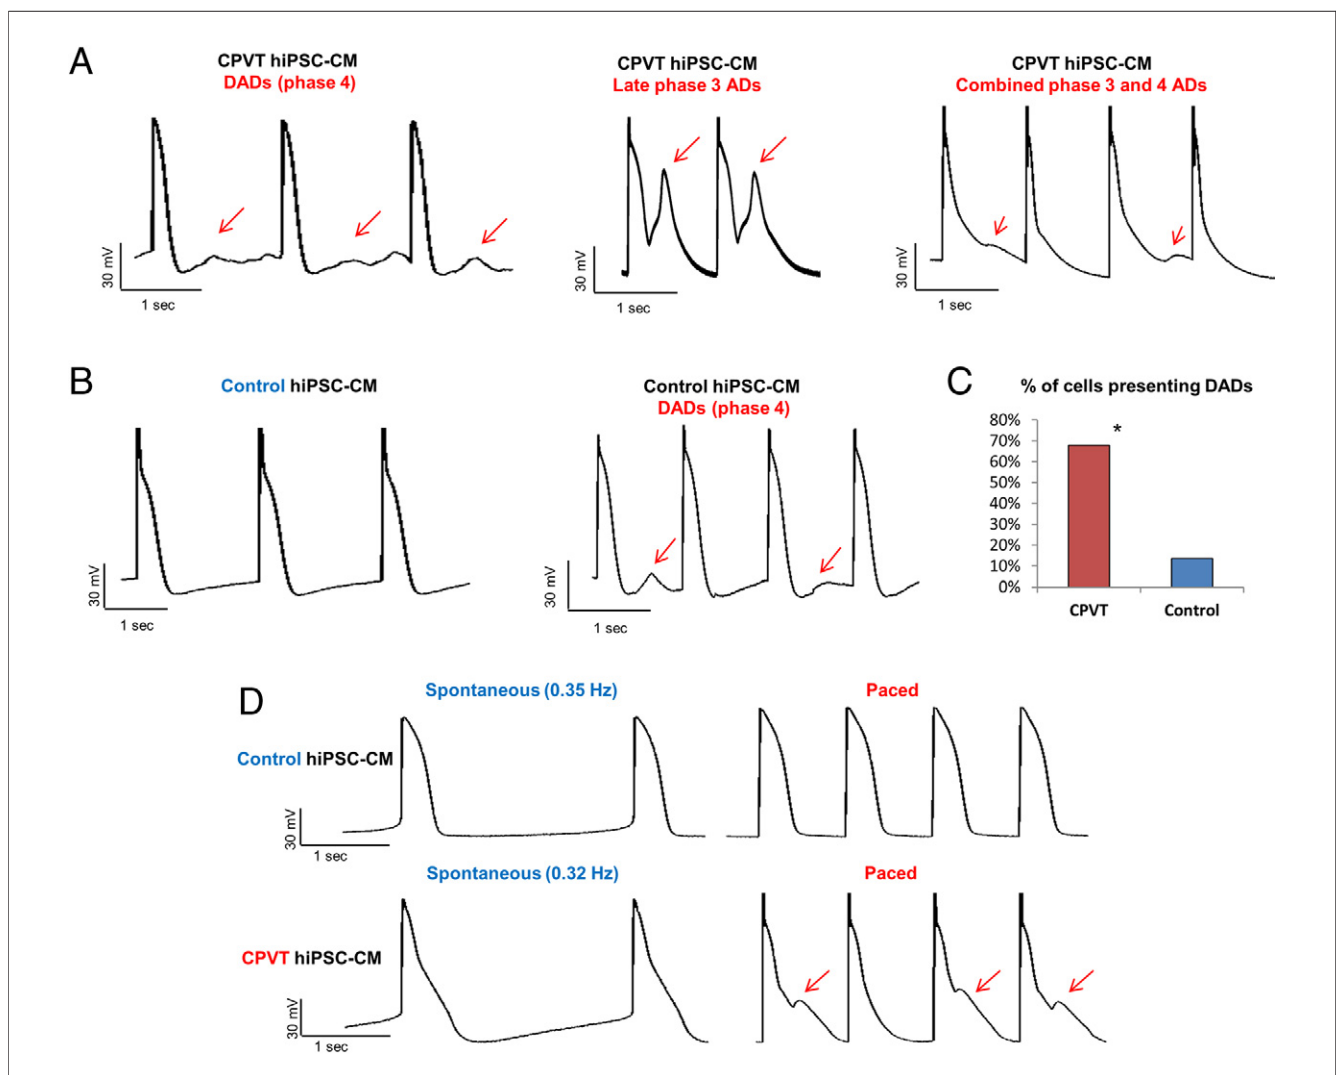 A
CPVT hiPSC-CM
DADs (phase 4)
30 mV
1 sec
CPVT hiPSC-CM
Late phase 3 ADs
30 mV
1 sec
CPVT hiPSC-CM
Combined phase 3 and 4 ADs
30 mV
1 sec
B
Control hiPSC-CM
30 mV
1 sec
Control hiPSC-CM
DADs (phase 4)
30 mV
1 sec
C
% of cells presenting DADs
80%
70%
60%
50%
40%
30%
20%
10%
0%
*
CPVT
Control
D
Spontaneous (0.35 Hz)
Paced
Control hiPSC-CM
30 mV
1 sec
Spontaneous (0.32 Hz)
Paced
CPVT hiPSC-CM
30 mV
1 sec